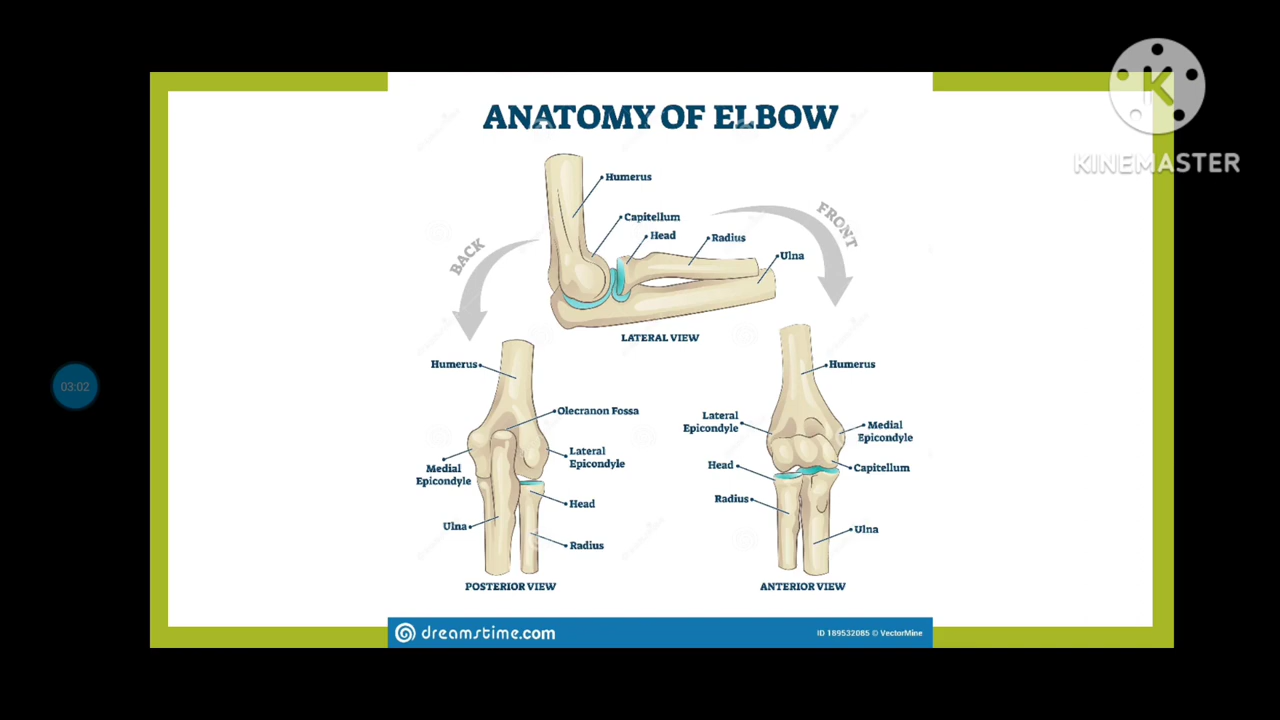 ANATOMY OF ELBOW
KINEMASTER
Humerus
Capitellum
Head
Radius
Ulna
BACK
FRONT
LATERAL VIEW
03:02
Humerus
Olecranon Fossa
Lateral
Epicondyle
Medial
Epicondyle
Head
Ulna
Radius
POSTERIOR VIEW
Humerus
Lateral
Epicondyle
Medial
Epicondyle
Head
Capitellum
Radius
Ulna
ANTERIOR VIEW
dreamstime.com
ID 189532085 © VectorMine